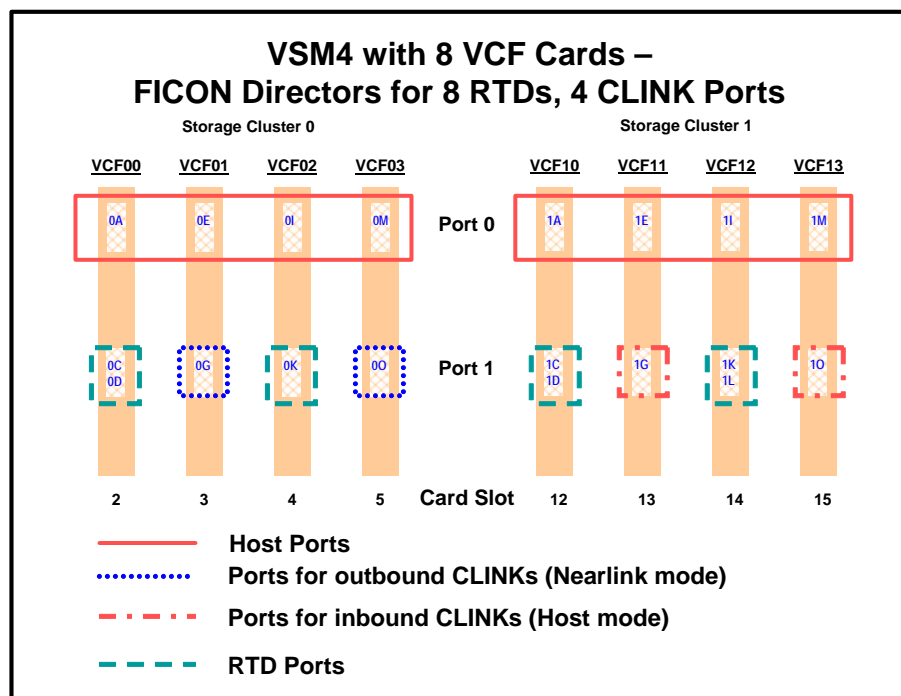 VSM4 with 8 VCF Cards –
FICON Directors for 8 RTDs, 4 CLINK Ports
Storage Cluster 0 Storage Cluster 1
VCF00 VCF01 VCF02 VCF03 VCF10 VCF11 VCF12 VCF13
0A 0E 0I 0M Port 0 1A 1E 1I 1M
0C 0G 0K 0O Port 1 1C 1G 1K 1O
0D 1D 1L
2 3 4 5 Card Slot 12 13 14 15
Host Ports
Ports for outbound CLINKs (Nearlink mode)
Ports for inbound CLINKs (Host mode)
RTD Ports